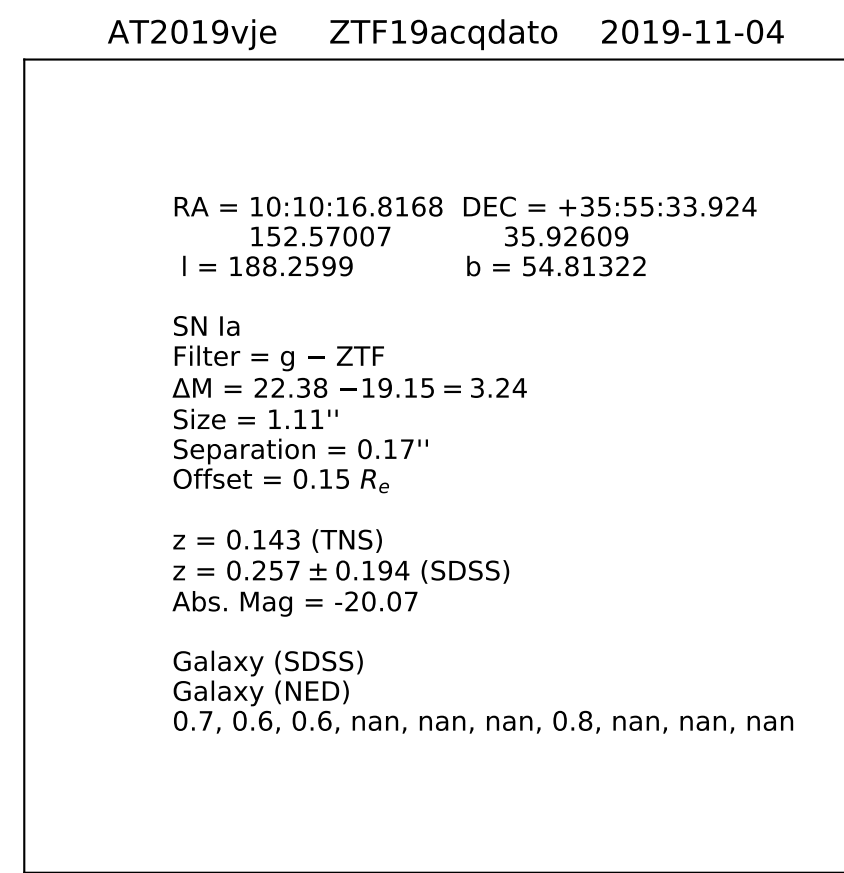 AT2019vje ZTF19acqdato 2019-11-04
RA = 10:10:16.8168 DEC = +35:55:33.924
152.57007 35.92609
l = 188.2599 b = 54.81322
SN Ia
Filter = g − ZTF
ΔM = 22.38 −19.15 = 3.24
Size = 1.11''
Separation = 0.17''
Offset = 0.15 Rₑ
z = 0.143 (TNS)
z = 0.257 ± 0.194 (SDSS)
Abs. Mag = -20.07
Galaxy (SDSS)
Galaxy (NED)
0.7, 0.6, 0.6, nan, nan, nan, 0.8, nan, nan, nan